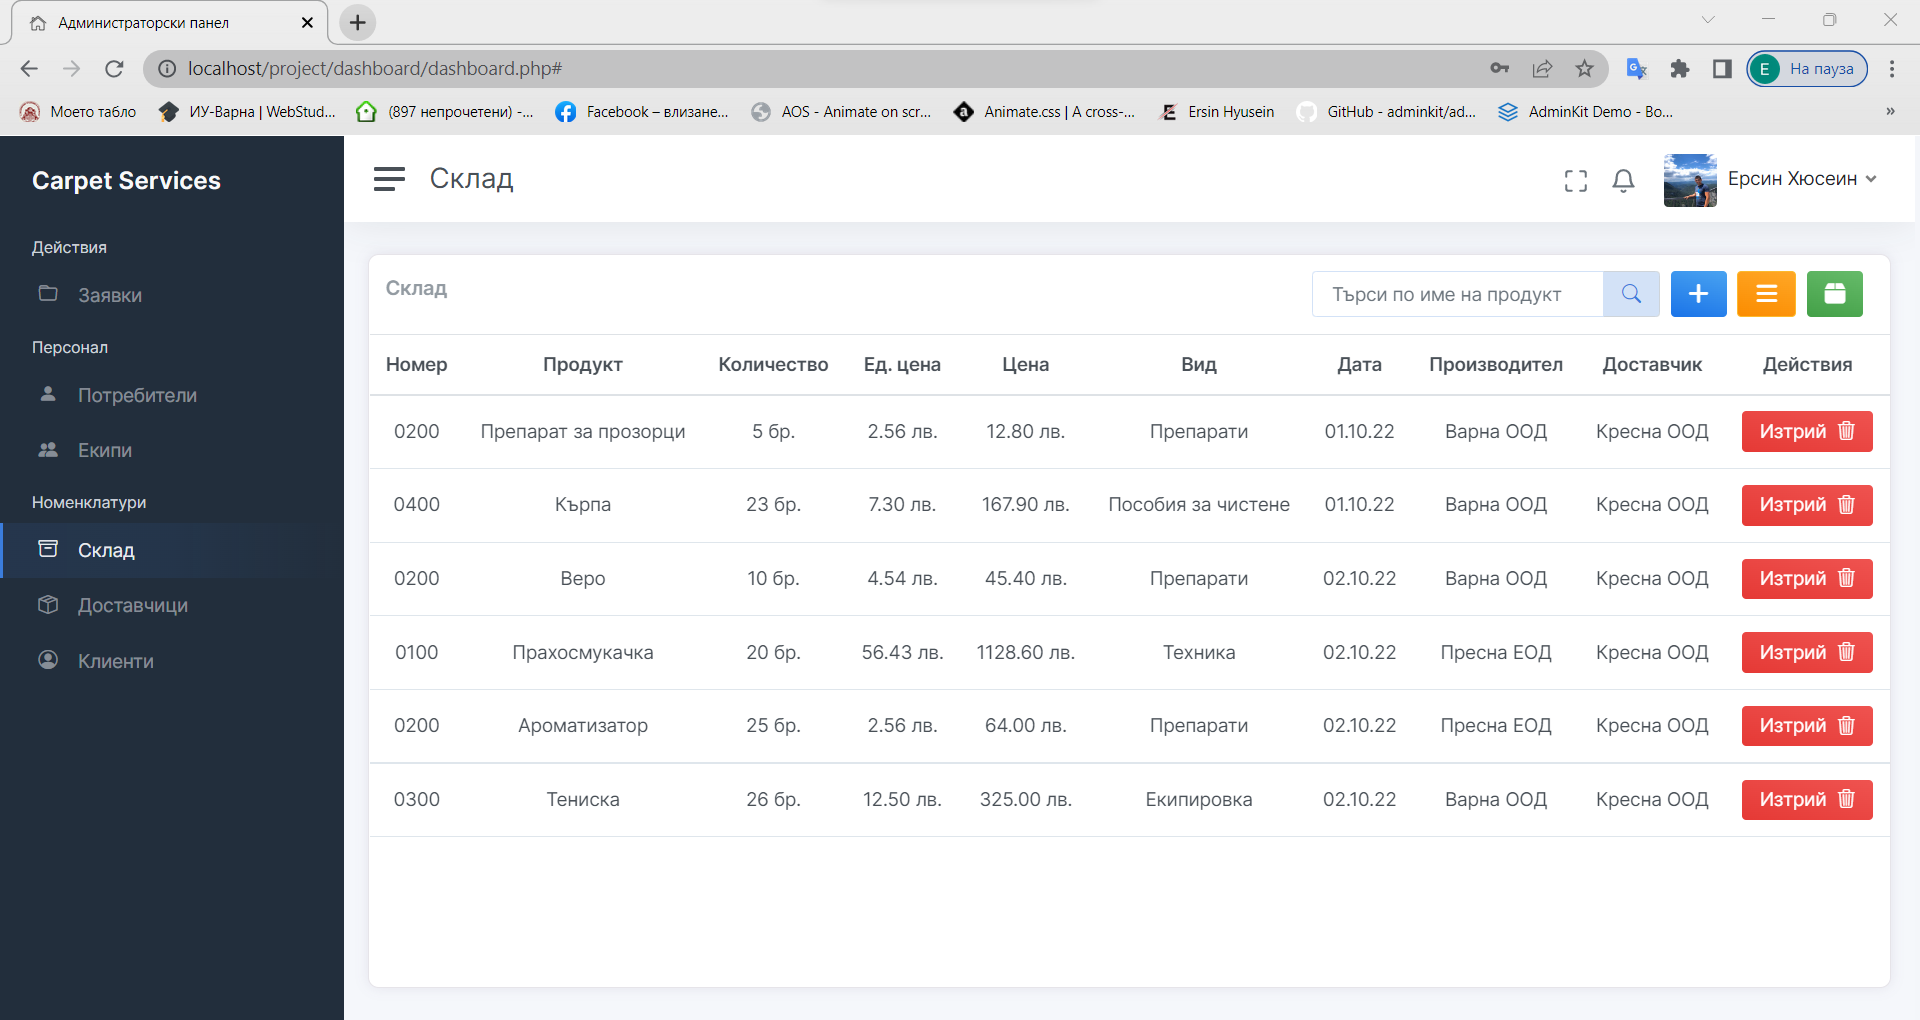 Администраторски панел
localhost/project/dashboard/dashboard.php#
E На пауза
Моето табло ИУ-Варна | WebStud... (897 непрочетени) -... Facebook – влизане... AOS - Animate on scr... Animate.css | A cross-... Ersin Hyusein GitHub - adminkit/ad... AdminKit Demo - Bo... »
Carpet Services
Действия
Заявки
Персонал
Потребители
Екипи
Номенклатури
Склад
Доставчици
Клиенти
Склад
Ерсин Хюсеин
Склад
Търси по име на продукт
Номер Продукт Количество Ед. цена Цена Вид Дата Производител Доставчик Действия
0200 Препарат за прозорци 5 бр. 2.56 лв. 12.80 лв. Препарати 01.10.22 Варна ООД Кресна ООД Изтрий
0400 Кърпа 23 бр. 7.30 лв. 167.90 лв. Пособия за чистене 01.10.22 Варна ООД Кресна ООД Изтрий
0200 Веро 10 бр. 4.54 лв. 45.40 лв. Препарати 02.10.22 Варна ООД Кресна ООД Изтрий
0100 Прахосмукачка 20 бр. 56.43 лв. 1128.60 лв. Техника 02.10.22 Пресна ЕОД Кресна ООД Изтрий
0200 Ароматизатор 25 бр. 2.56 лв. 64.00 лв. Препарати 02.10.22 Пресна ЕОД Кресна ООД Изтрий
0300 Тениска 26 бр. 12.50 лв. 325.00 лв. Екипировка 02.10.22 Варна ООД Кресна ООД Изтрий